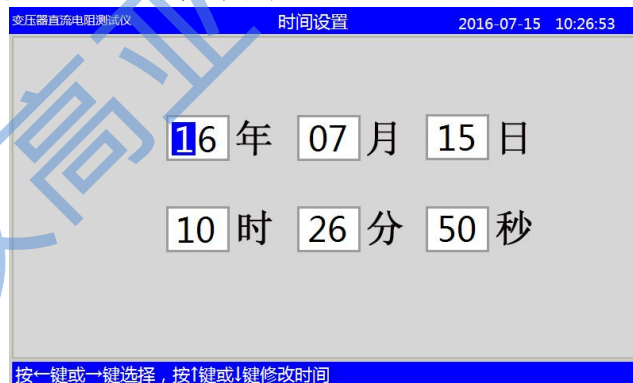 变压器直流电阻测试仪 时间设置 2016-07-15 10:26:53
16 年 07 月 15 日
10 时 26 分 50 秒
按←键或→键选择，按↑键或↓键修改时间